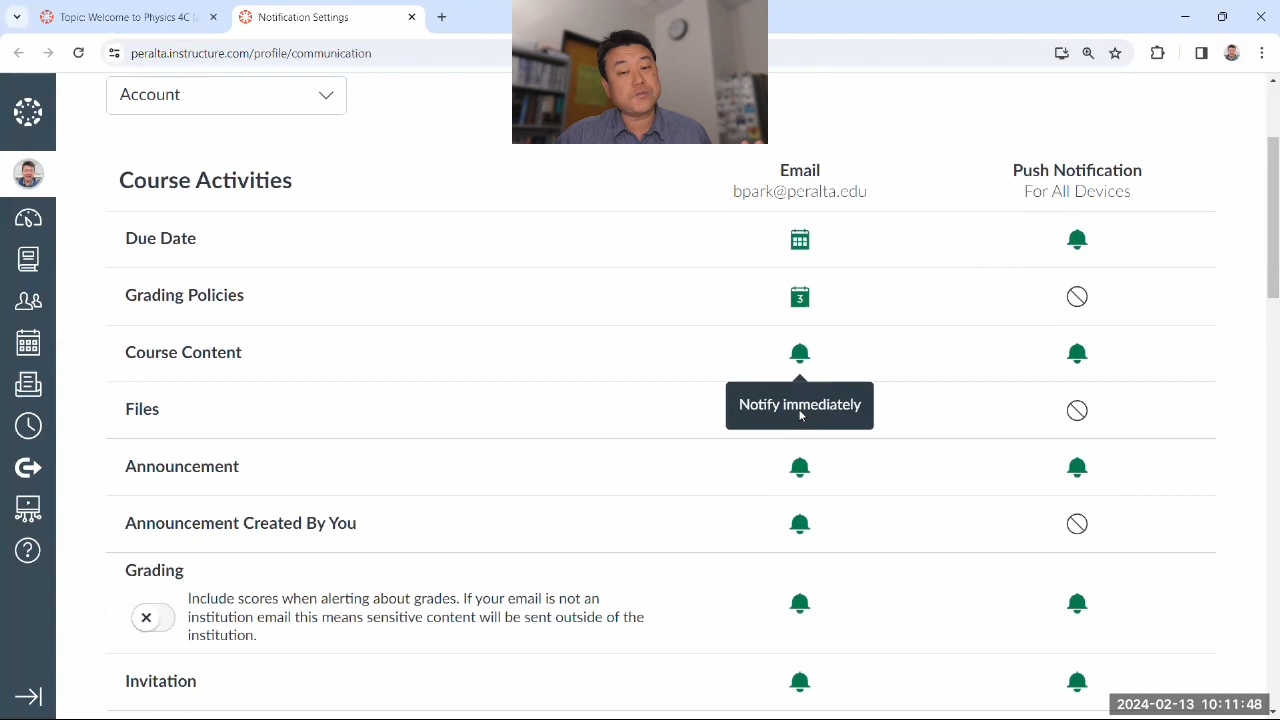 Topic: Welcome to Physics 4C (
Notification Settings
peralta.instructure.com/profile/communication
Account
Course Activities
Email
bpark@peralta.edu
Push Notification
For All Devices
Due Date
Grading Policies
3
Course Content
Notify immediately
Files
Announcement
Announcement Created By You
Grading
Include scores when alerting about grades. If your email is not an
institution email this means sensitive content will be sent outside of the
institution.
Invitation
2024-02-13 10:11:48